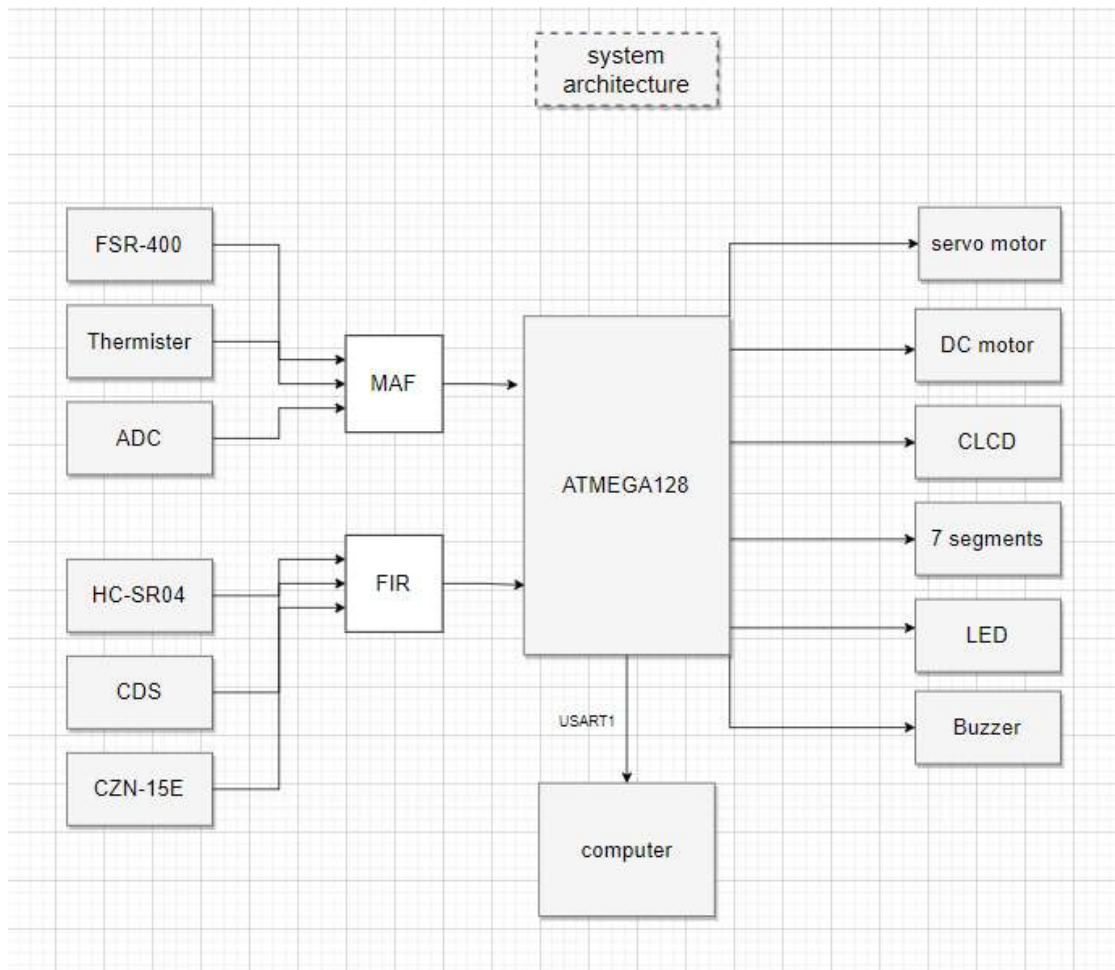 system
architecture
FSR-400
Thermister
ADC
MAF
HC-SR04
CDS
CZN-15E
FIR
ATMEGA128
USART1
computer
servo motor
DC motor
CLCD
7 segments
LED
Buzzer